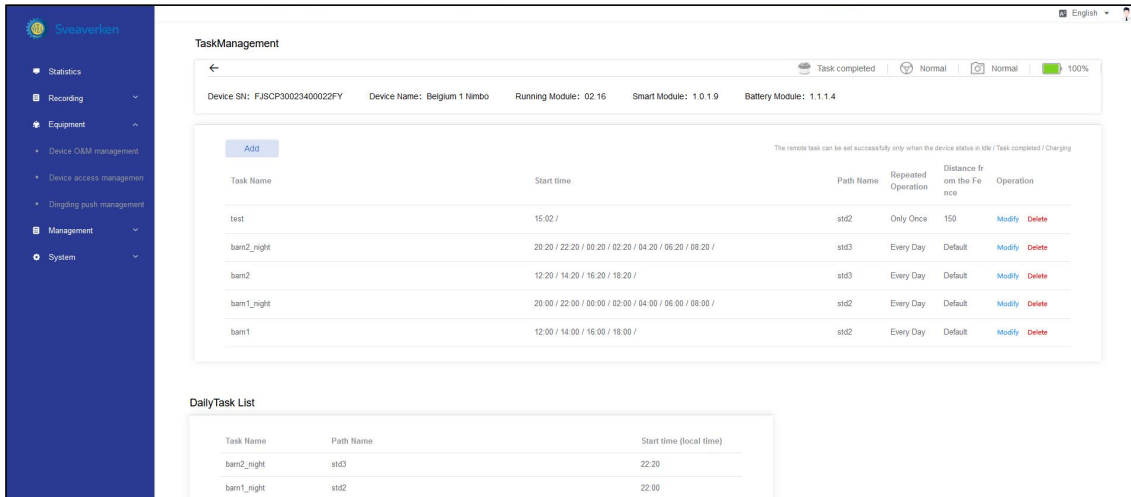 English
Sveaverken
TaskManagement
Statistics
Recording
Equipment
Device O&M management
Device access managemen
Dingding push management
Management
System
Task completed Normal Normal 100%
Device SN: FJSCP30023400022FY Device Name: Belgium 1 Nimbo Running Module: 02.16 Smart Module: 1.0.1.9 Battery Module: 1.1.1.4
Add
The remote task can be set successfully only when the device status in Idle / Task completed / Charging
Task Name Start time Path Name Repeated Operation Distance fr om the Fe nce Operation
test 15:02 / std2 Only Once 150 Modify Delete
barn2_night 20:20 / 22:20 / 00:20 / 02:20 / 04:20 / 06:20 / 08:20 / std3 Every Day Default Modify Delete
barn2 12:20 / 14:20 / 16:20 / 18:20 / std3 Every Day Default Modify Delete
barn1_night 20:00 / 22:00 / 00:00 / 02:00 / 04:00 / 06:00 / 08:00 / std2 Every Day Default Modify Delete
barn1 12:00 / 14:00 / 16:00 / 18:00 / std2 Every Day Default Modify Delete
DailyTask List
Task Name Path Name Start time (local time)
barn2_night std3 22:20
barn1_night std2 22:00